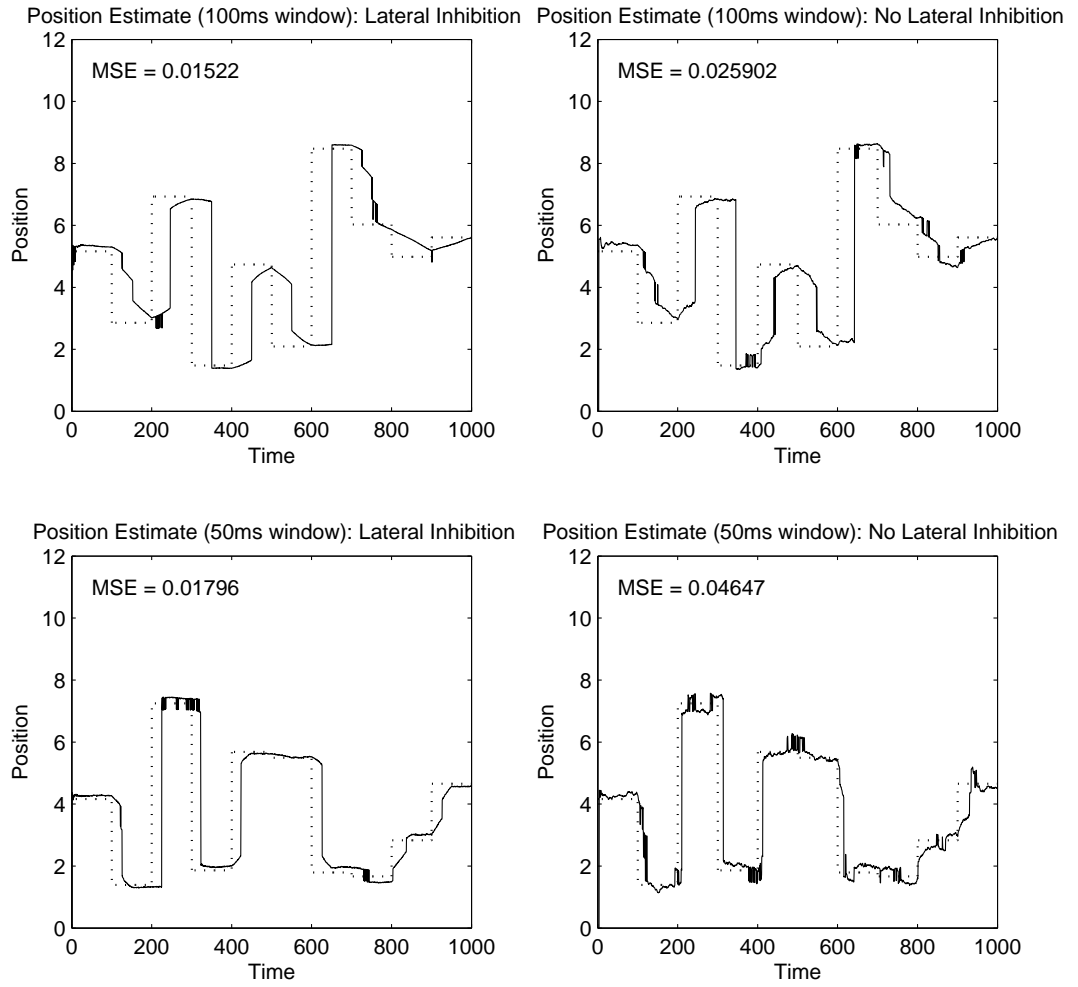 Position Estimate (100ms window): Lateral Inhibition
12
10
8
6
4
2
0
Position
MSE = 0.01522
0 200 400 600 800 1000
Time
Position Estimate (100ms window): No Lateral Inhibition
12
10
8
6
4
2
0
Position
MSE = 0.025902
0 200 400 600 800 1000
Time
Position Estimate (50ms window): Lateral Inhibition
12
10
8
6
4
2
0
Position
MSE = 0.01796
0 200 400 600 800 1000
Time
Position Estimate (50ms window): No Lateral Inhibition
12
10
8
6
4
2
0
Position
MSE = 0.04647
0 200 400 600 800 1000
Time